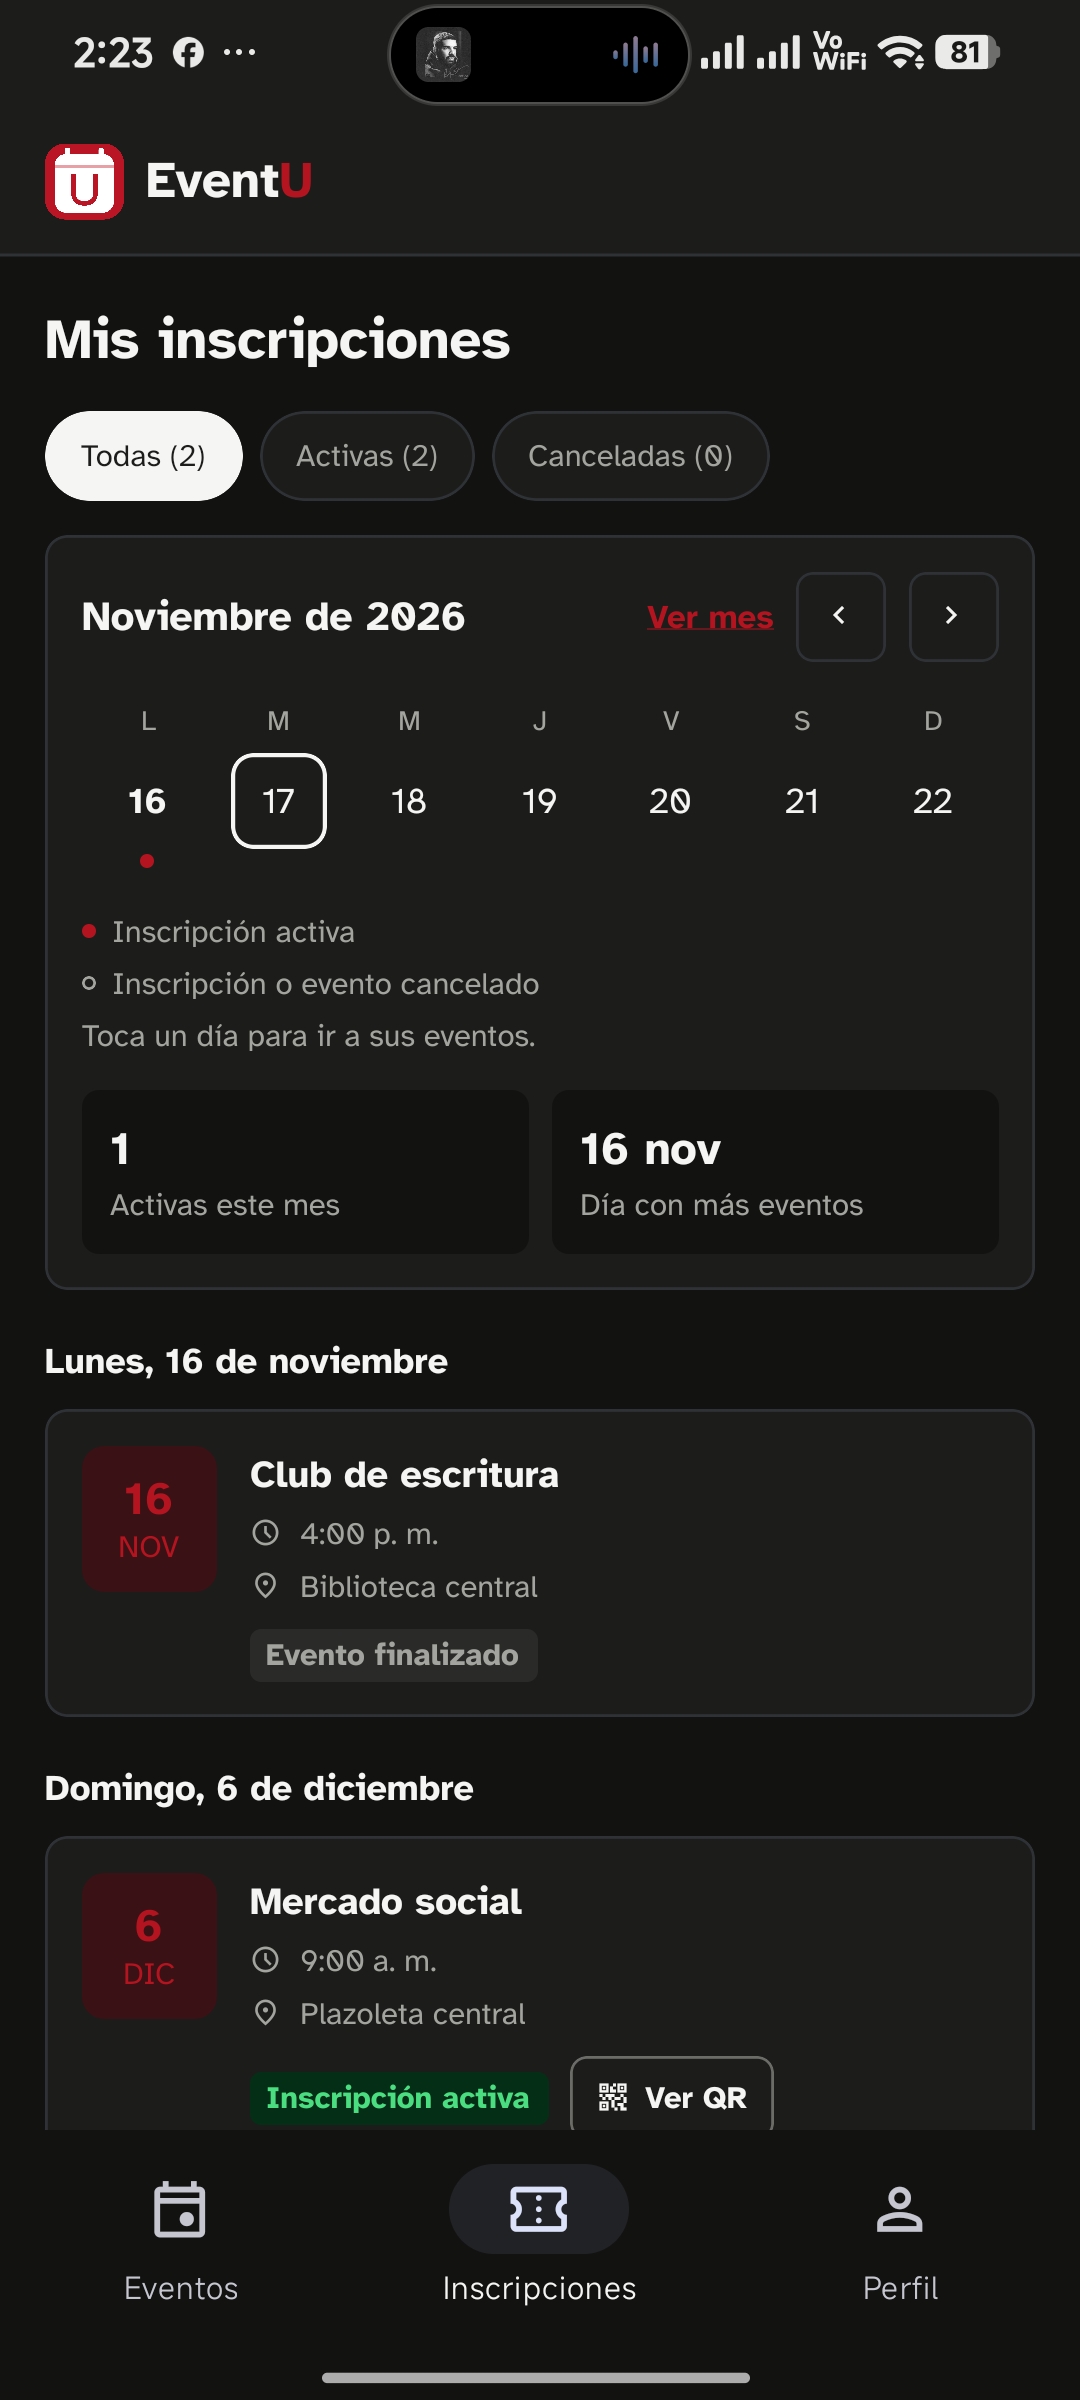 2:23
Vo
WiFi
81
U
EventU
Mis inscripciones
Todas (2)
Activas (2)
Canceladas (0)
Noviembre de 2026
Ver mes
L M M J V S D
16 17 18 19 20 21 22
Inscripción activa
Inscripción o evento cancelado
Toca un día para ir a sus eventos.
1
Activas este mes
16 nov
Día con más eventos
Lunes, 16 de noviembre
16
NOV
Club de escritura
4:00 p. m.
Biblioteca central
Evento finalizado
Domingo, 6 de diciembre
6
DIC
Mercado social
9:00 a. m.
Plazoleta central
Inscripción activa
Ver QR
Eventos
Inscripciones
Perfil